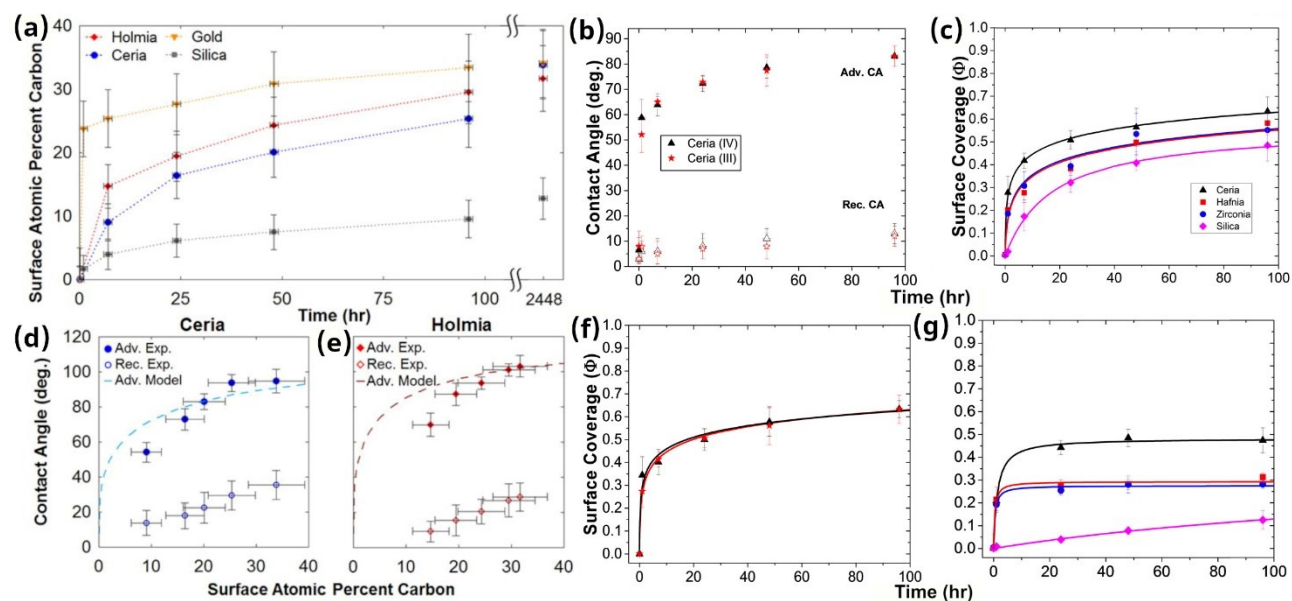 (a)
Surface Atomic Percent Carbon
40
30
20
10
0
Holmia
Gold
Ceria
Silica
0
25
50
75
100
2448
Time (hr)
(b)
Contact Angle (deg.)
100
90
80
70
60
50
40
30
20
10
0
Adv. CA
Ceria (IV)
Ceria (III)
Rec. CA
0
20
40
60
80
100
Time (hr)
(c)
Surface Coverage (Φ)
1.0
0.9
0.8
0.7
0.6
0.5
0.4
0.3
0.2
0.1
0.0
Ceria
Hafnia
Zirconia
Silica
0
20
40
60
80
100
(d)
Ceria
Contact Angle (deg.)
120
100
80
60
40
20
0
Adv. Exp.
Rec. Exp.
Adv. Model
0
10
20
30
40
(e)
Holmia
Adv. Exp.
Rec. Exp.
Adv. Model
0
10
20
30
40
Surface Atomic Percent Carbon
(f)
Surface Coverage (Φ)
1.0
0.9
0.8
0.7
0.6
0.5
0.4
0.3
0.2
0.1
0.0
0
20
40
60
80
100
(g)
1.0
0.9
0.8
0.7
0.6
0.5
0.4
0.3
0.2
0.1
0.0
0
20
40
60
80
100
Time (hr)